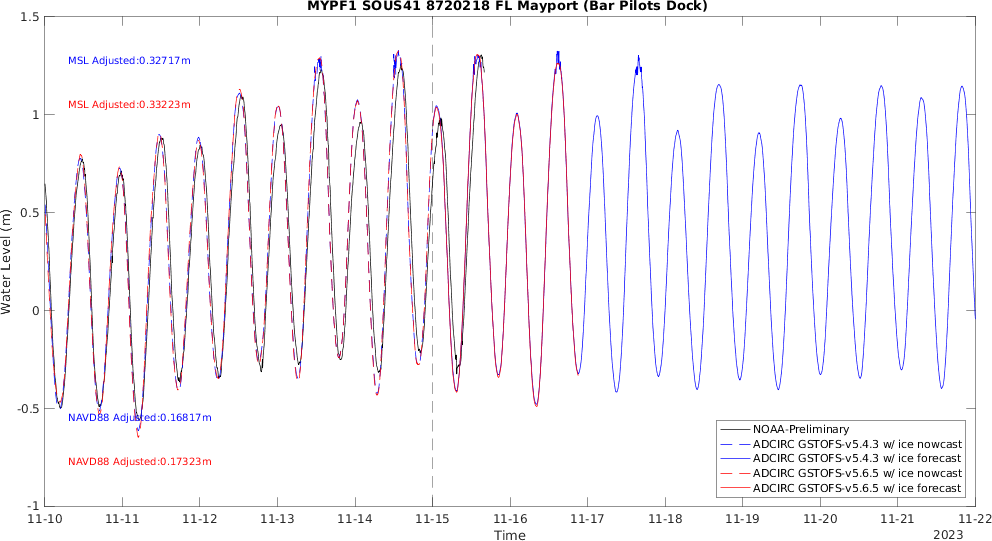 MYPF1 SOUS41 8720218 FL Mayport (Bar Pilots Dock)
1.5
1
0.5
0
-0.5
-1
Water Level (m)
MSL Adjusted:0.32717m
MSL Adjusted:0.33223m
NAVD88 Adjusted:0.16817m
NAVD88 Adjusted:0.17323m
NOAA-Preliminary
ADCIRC GSTOFS-v5.4.3 w/ ice nowcast
ADCIRC GSTOFS-v5.4.3 w/ ice forecast
ADCIRC GSTOFS-v5.6.5 w/ ice nowcast
ADCIRC GSTOFS-v5.6.5 w/ ice forecast
11-10 11-11 11-12 11-13 11-14 11-15 11-16 11-17 11-18 11-19 11-20 11-21 11-22
Time
2023